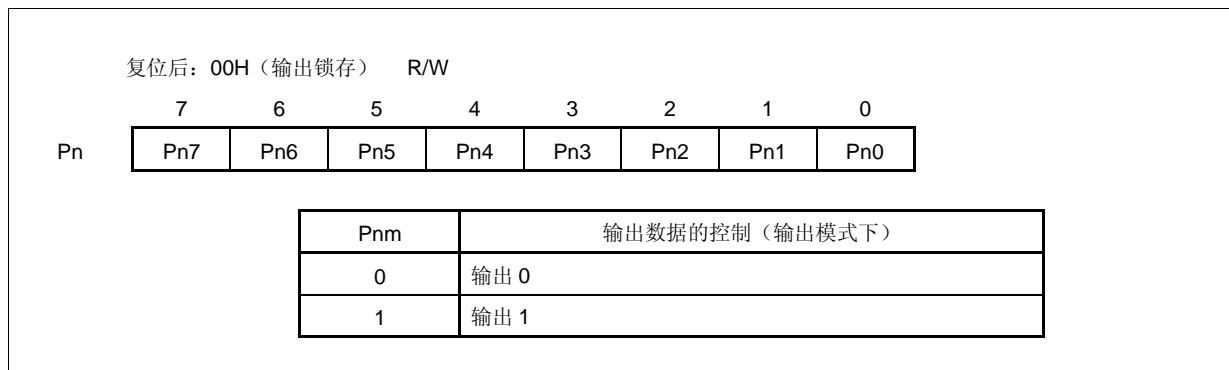 复位后：00H（输出锁存） R/W
7 6 5 4 3 2 1 0
Pn Pn7 Pn6 Pn5 Pn4 Pn3 Pn2 Pn1 Pn0
Pnm 输出数据的控制（输出模式下）
0 输出 0
1 输出 1